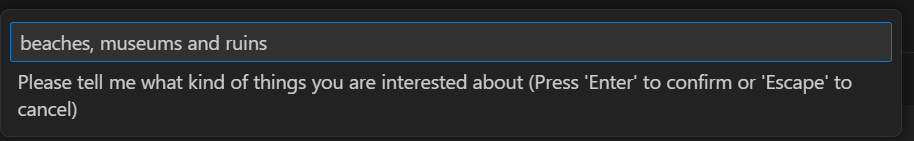 beaches, museums and ruins
Please tell me what kind of things you are interested about (Press 'Enter' to confirm or 'Escape' to
cancel)